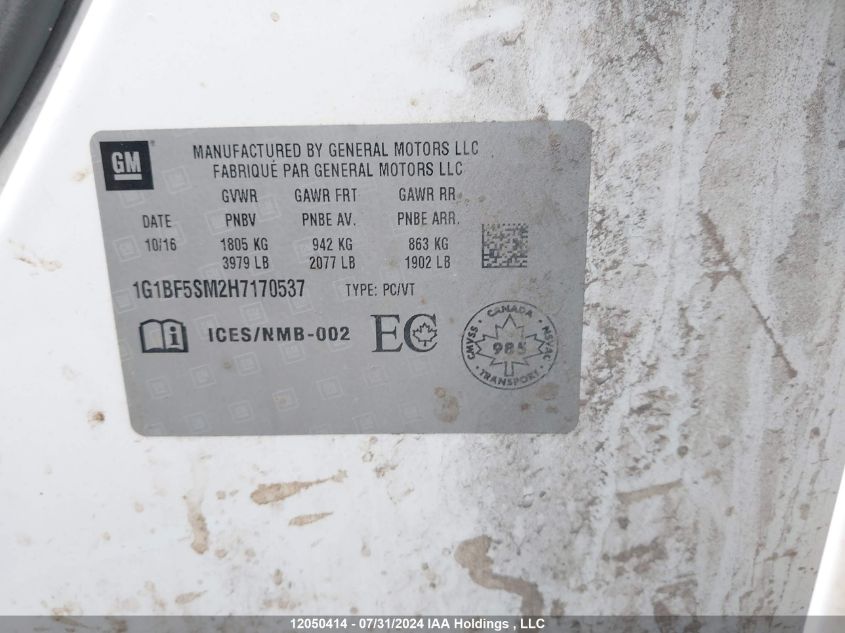 GM
MANUFACTURED BY GENERAL MOTORS LLC
FABRIQUÉ PAR GENERAL MOTORS LLC
GVWR GAWR FRT GAWR RR
DATE PNBV PNBE AV. PNBE ARR.
10/16 1805 KG 942 KG 863 KG
3979 LB 2077 LB 1902 LB
1G1BF5SM2H7170537 TYPE: PC/VT
i ICES/NMB-002 EC
CANADA
CMVSS 985 NSVAC
TRANSPORT
12050414 - 07/31/2024 IAA Holdings , LLC